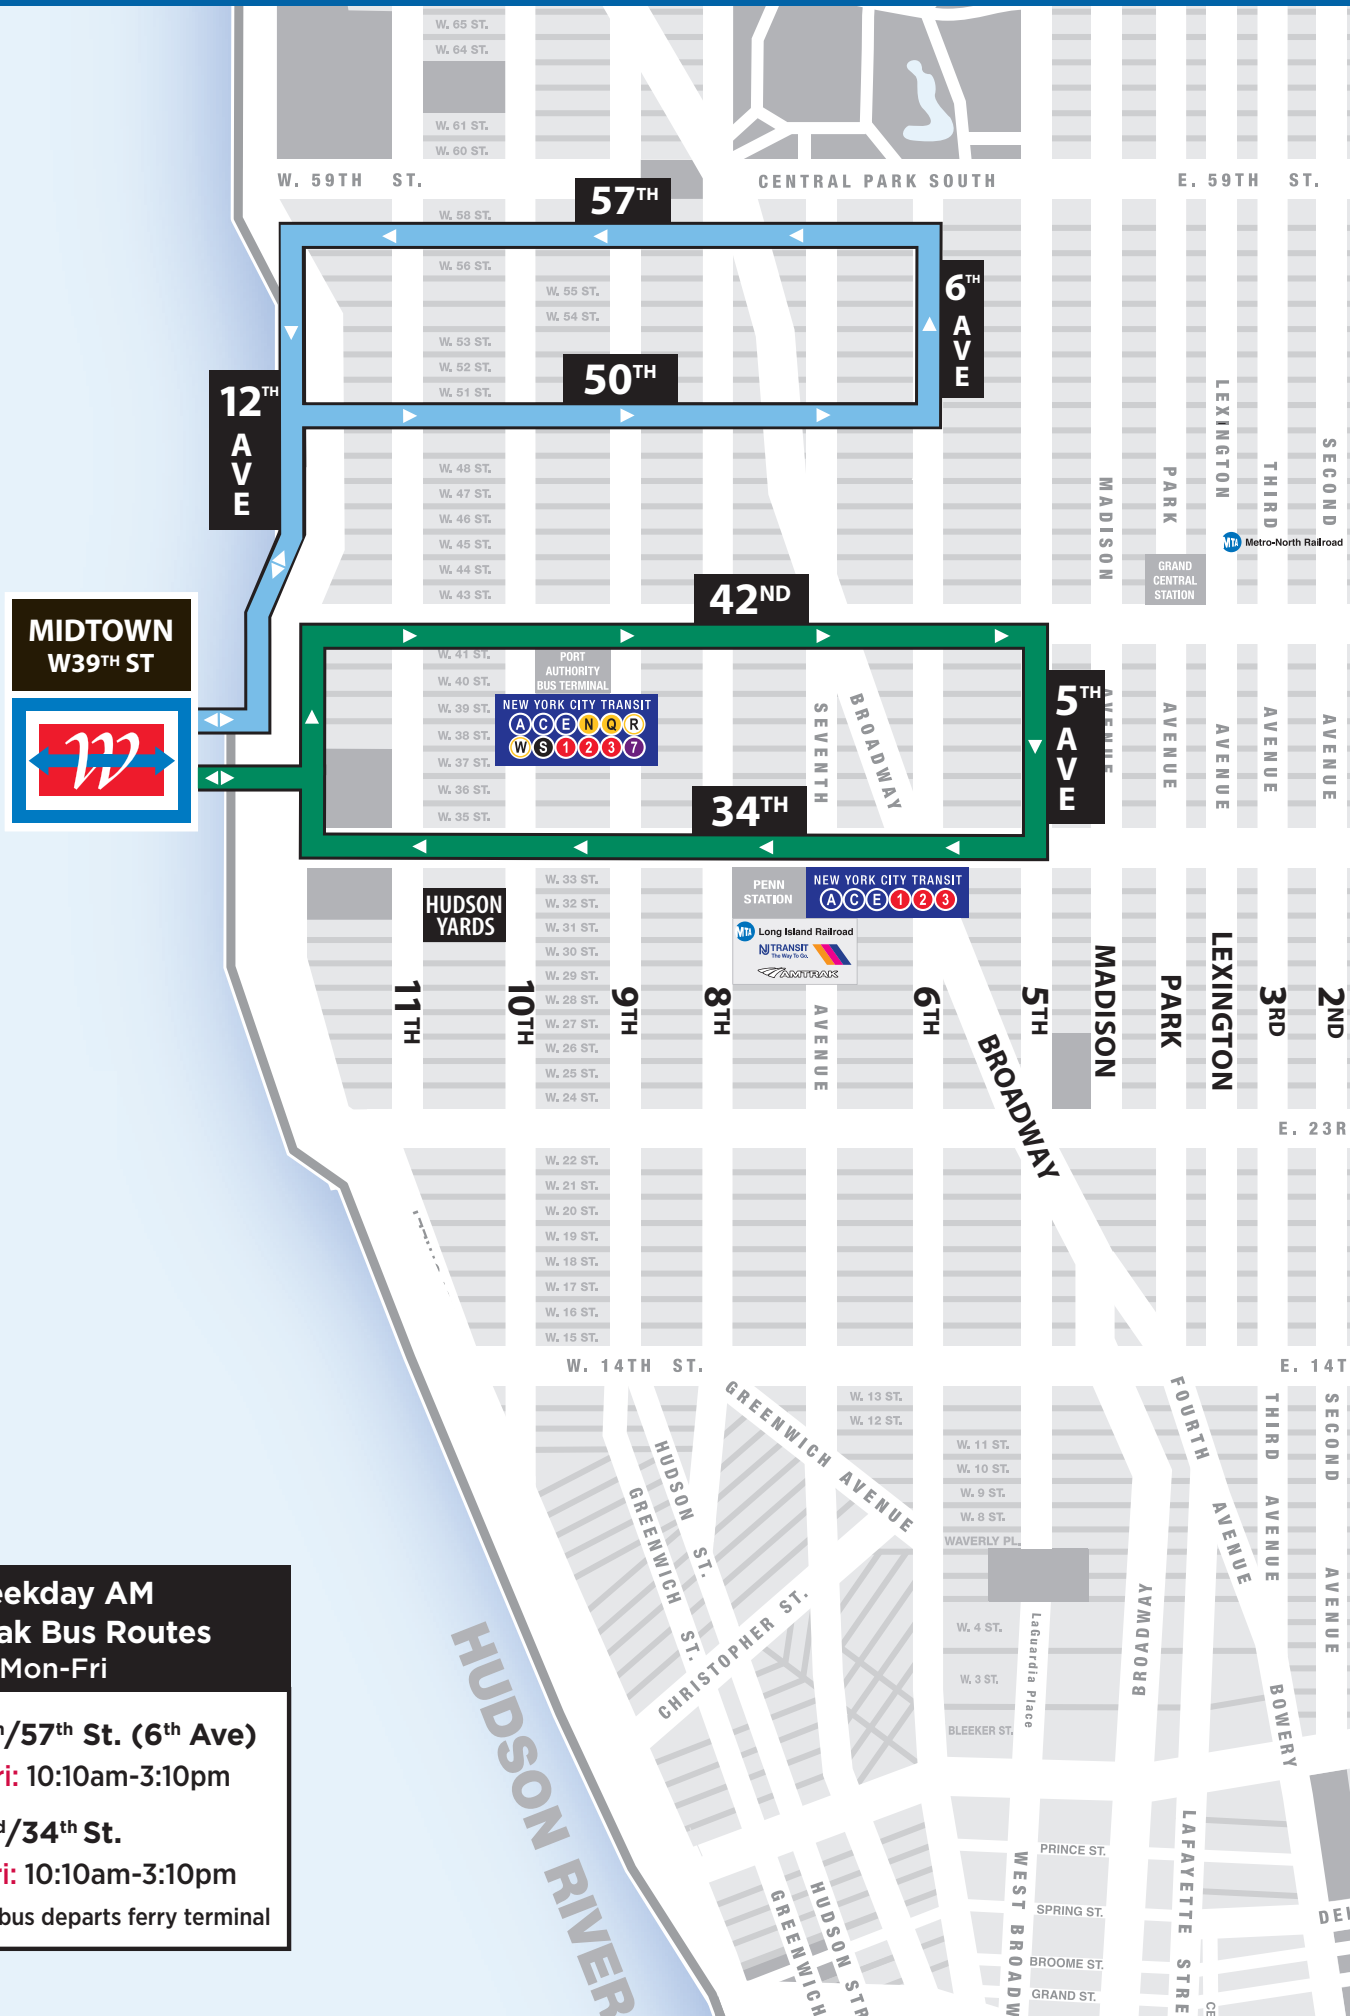 W. 65 ST.
W. 64 ST.
W. 61 ST.
W. 60 ST.
W. 59TH ST.
CENTRAL PARK SOUTH
E. 59TH ST.
57TH
W. 58 ST.
W. 56 ST.
W. 55 ST.
W. 54 ST.
W. 53 ST.
W. 52 ST.
W. 51 ST.
6TH
AVE
50TH
12TH
AVE
W. 48 ST.
W. 47 ST.
W. 46 ST.
W. 45 ST.
W. 44 ST.
W. 43 ST.
MADISON
PARK
LEXINGTON
THIRD
SECOND
MTA Metro-North Railroad
GRAND
CENTRAL
STATION
42ND
MIDTOWN
W39TH ST
W
W. 41 ST.
W. 40 ST.
W. 39 ST.
W. 38 ST.
W. 37 ST.
W. 36 ST.
W. 35 ST.
PORT
AUTHORITY
BUS TERMINAL
NEW YORK CITY TRANSIT
A C E N Q R
W S 1 2 3 7
SEVENTH
BROADWAY
5TH
AVE
AVENUE
AVENUE
AVENUE
AVENUE
AVENUE
34TH
HUDSON
YARDS
W. 33 ST.
W. 32 ST.
W. 31 ST.
W. 30 ST.
W. 29 ST.
W. 28 ST.
W. 27 ST.
W. 26 ST.
W. 25 ST.
W. 24 ST.
PENN
STATION
NEW YORK CITY TRANSIT
A C E 1 2 3
MTA Long Island Railroad
NJ TRANSIT
The Way To Go.
AMTRAK
11TH
10TH
9TH
8TH
AVENUE
6TH
BROADWAY
5TH
MADISON
PARK
LEXINGTON
3RD
2ND
E. 23R
W. 22 ST.
W. 21 ST.
W. 20 ST.
W. 19 ST.
W. 18 ST.
W. 17 ST.
W. 16 ST.
W. 15 ST.
W. 14TH ST.
E. 14T
GREENWICH AVENUE
W. 13 ST.
W. 12 ST.
W. 11 ST.
W. 10 ST.
W. 9 ST.
W. 8 ST.
WAVERLY PL.
HUDSON ST.
GREENWICH ST.
CHRISTOPHER ST.
FOURTH AVENUE
THIRD AVENUE
SECOND AVENUE
W. 4 ST.
W. 3 ST.
BLEEKER ST.
LaGuardia Place
BROADWAY
BOWERY
HUDSON RIVER
eekday AM
ak Bus Routes
Mon-Fri
/57th St. (6th Ave)
ri: 10:10am-3:10pm
/34th St.
ri: 10:10am-3:10pm
bus departs ferry terminal
GREENWICH
HUDSON STR
WEST BROADW
PRINCE ST.
SPRING ST.
BROOME ST.
GRAND ST.
LAFAYETTE STRE
CE
DEL